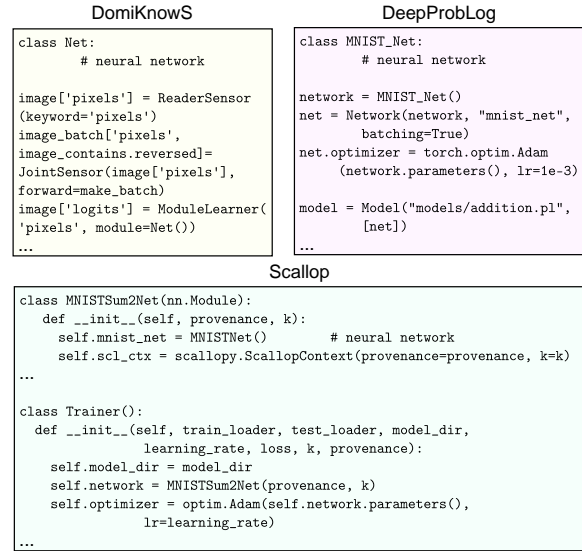 DomiKnowS
class Net:
# neural network
image['pixels'] = ReaderSensor
(keyword='pixels')
image_batch['pixels',
image_contains.reversed]=
JointSensor(image['pixels'],
forward=make_batch)
image['logits'] = ModuleLearner(
'pixels', module=Net())
...
DeepProbLog
class MNIST_Net:
# neural network
network = MNIST_Net()
net = Network(network, "mnist_net",
batching=True)
net.optimizer = torch.optim.Adam
(network.parameters(), lr=1e-3)
model = Model("models/addition.pl",
[net])
...
Scallop
class MNISTSum2Net(nn.Module):
def __init__(self, provenance, k):
self.mnist_net = MNISTNet() # neural network
self.scl_ctx = scallopy.ScallopContext(provenance=provenance, k=k)
...
class Trainer():
def __init__(self, train_loader, test_loader, model_dir,
learning_rate, loss, k, provenance):
self.model_dir = model_dir
self.network = MNISTSum2Net(provenance, k)
self.optimizer = optim.Adam(self.network.parameters(),
lr=learning_rate)
...